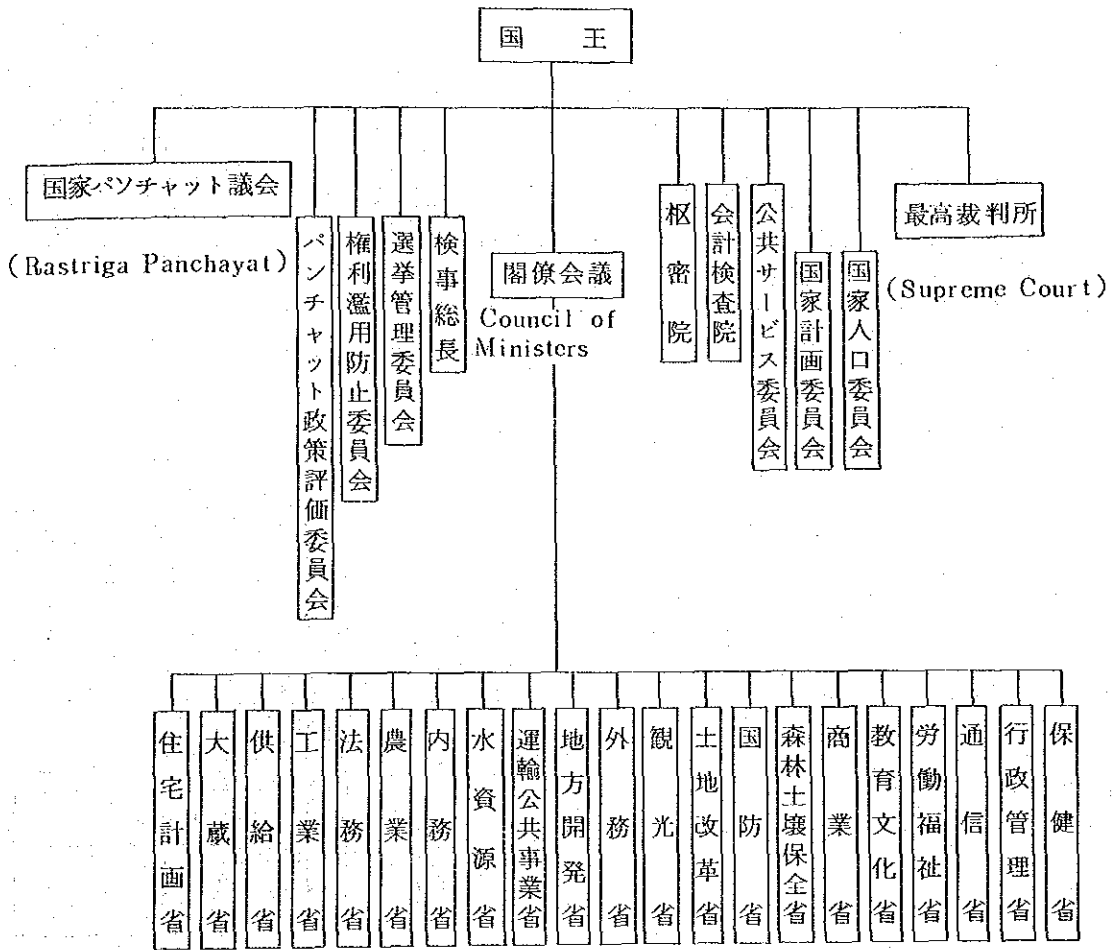 国王
国家パソチャット議会
(Rastriga Panchayat)
パンチャット政策評価委員会
権利濫用防止委員会
選挙管理委員会
検事総長
閣僚会議
Council of
Ministers
枢密院
会計検査院
公共サービス委員会
国家計画委員会
国家人口委員会
最高裁判所
(Supreme Court)
住宅計画省
大蔵省
供給省
工業省
法務省
農業省
内務省
水資源省
運輸公共事業省
地方開発省
外務省
観光省
土地改革省
国防省
森林土壌保全省
商業省
教育文化省
労働福祉省
通信省
行政管理省
保健省